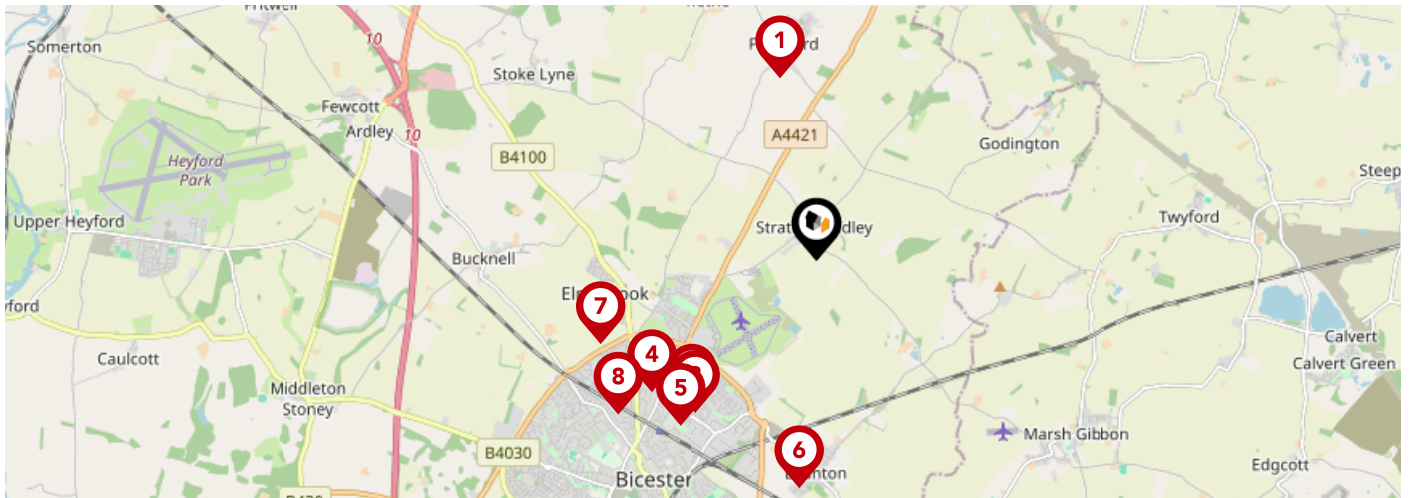 Somerton
10
Stoke Lyne
1
Fewcott
Ardley
10
A4421
B4100
Godington
Heyford
Park
Steep
Upper Heyford
Twyford
Bucknell
7
Caulcott
4
8
5
Calvert
Calvert Green
Middleton
Stoney
B4030
Bicester
6
Marsh Gibbon
Edgcott